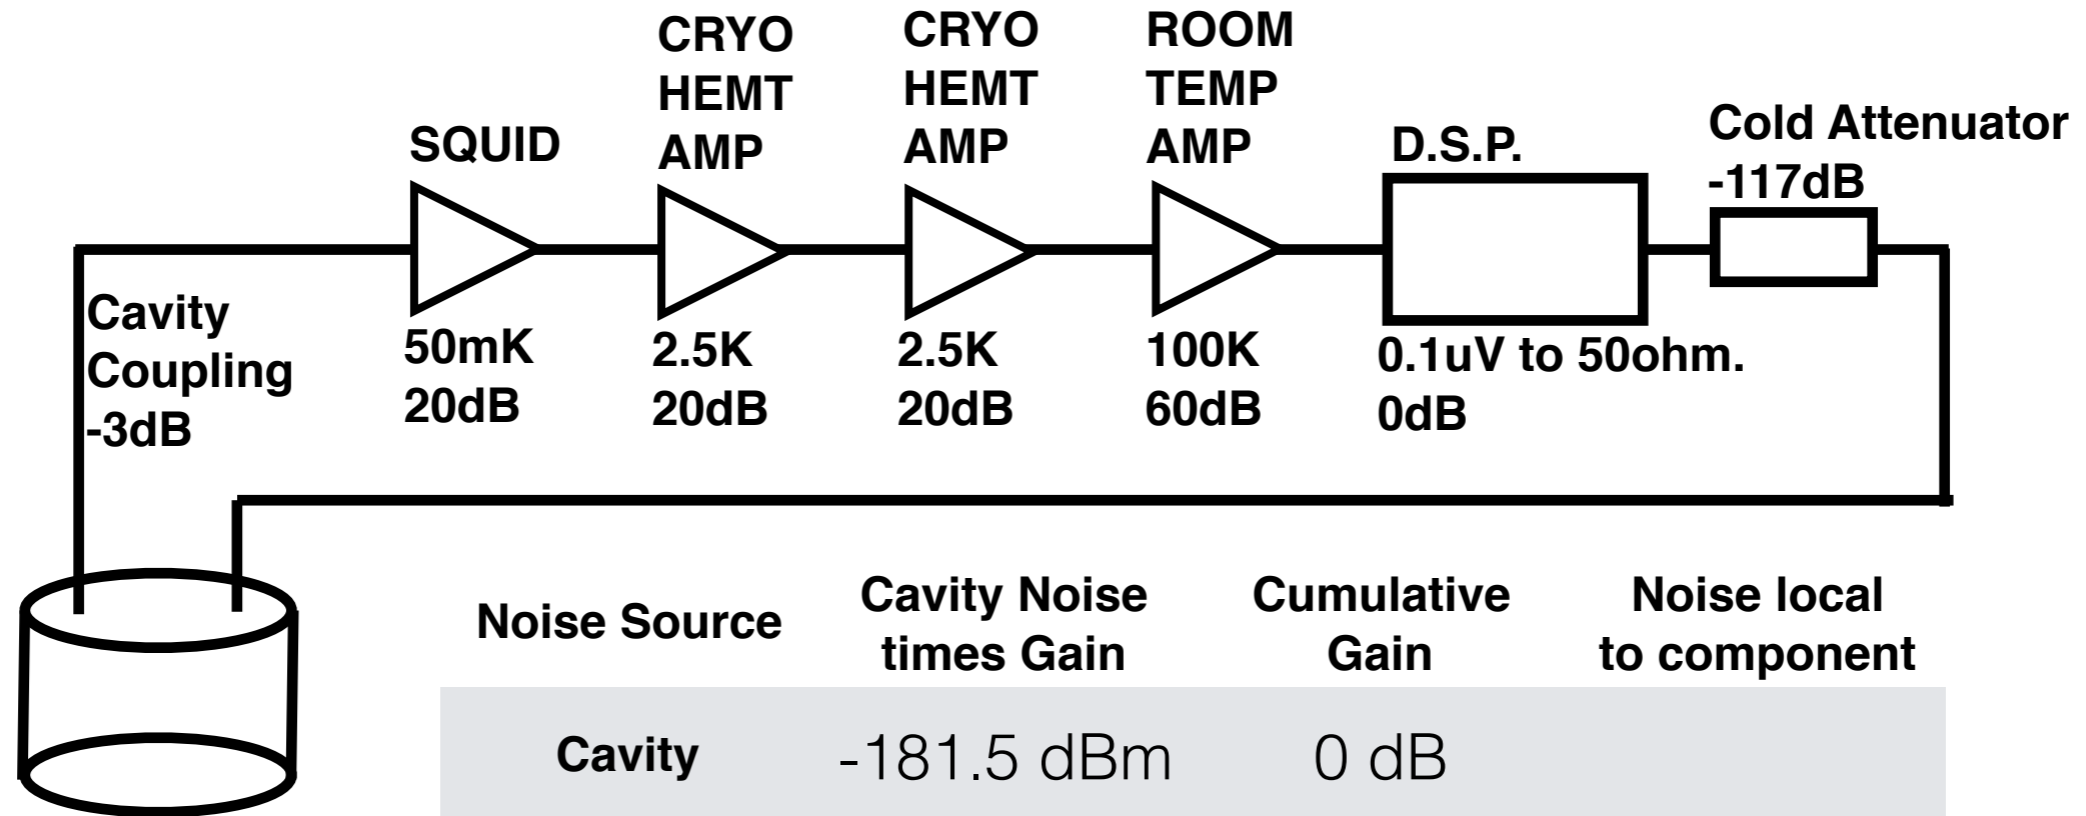 CRYO
HEMT
AMP
CRYO
HEMT
AMP
ROOM
TEMP
AMP
SQUID
D.S.P.
Cold Attenuator
-117dB
Cavity
Coupling
-3dB
50mK
20dB
2.5K
20dB
2.5K
20dB
100K
60dB
0.1uV to 50ohm.
0dB
Noise Source
Cavity Noise
times Gain
Cumulative
Gain
Noise local
to component
Cavity
-181.5 dBm
0 dB